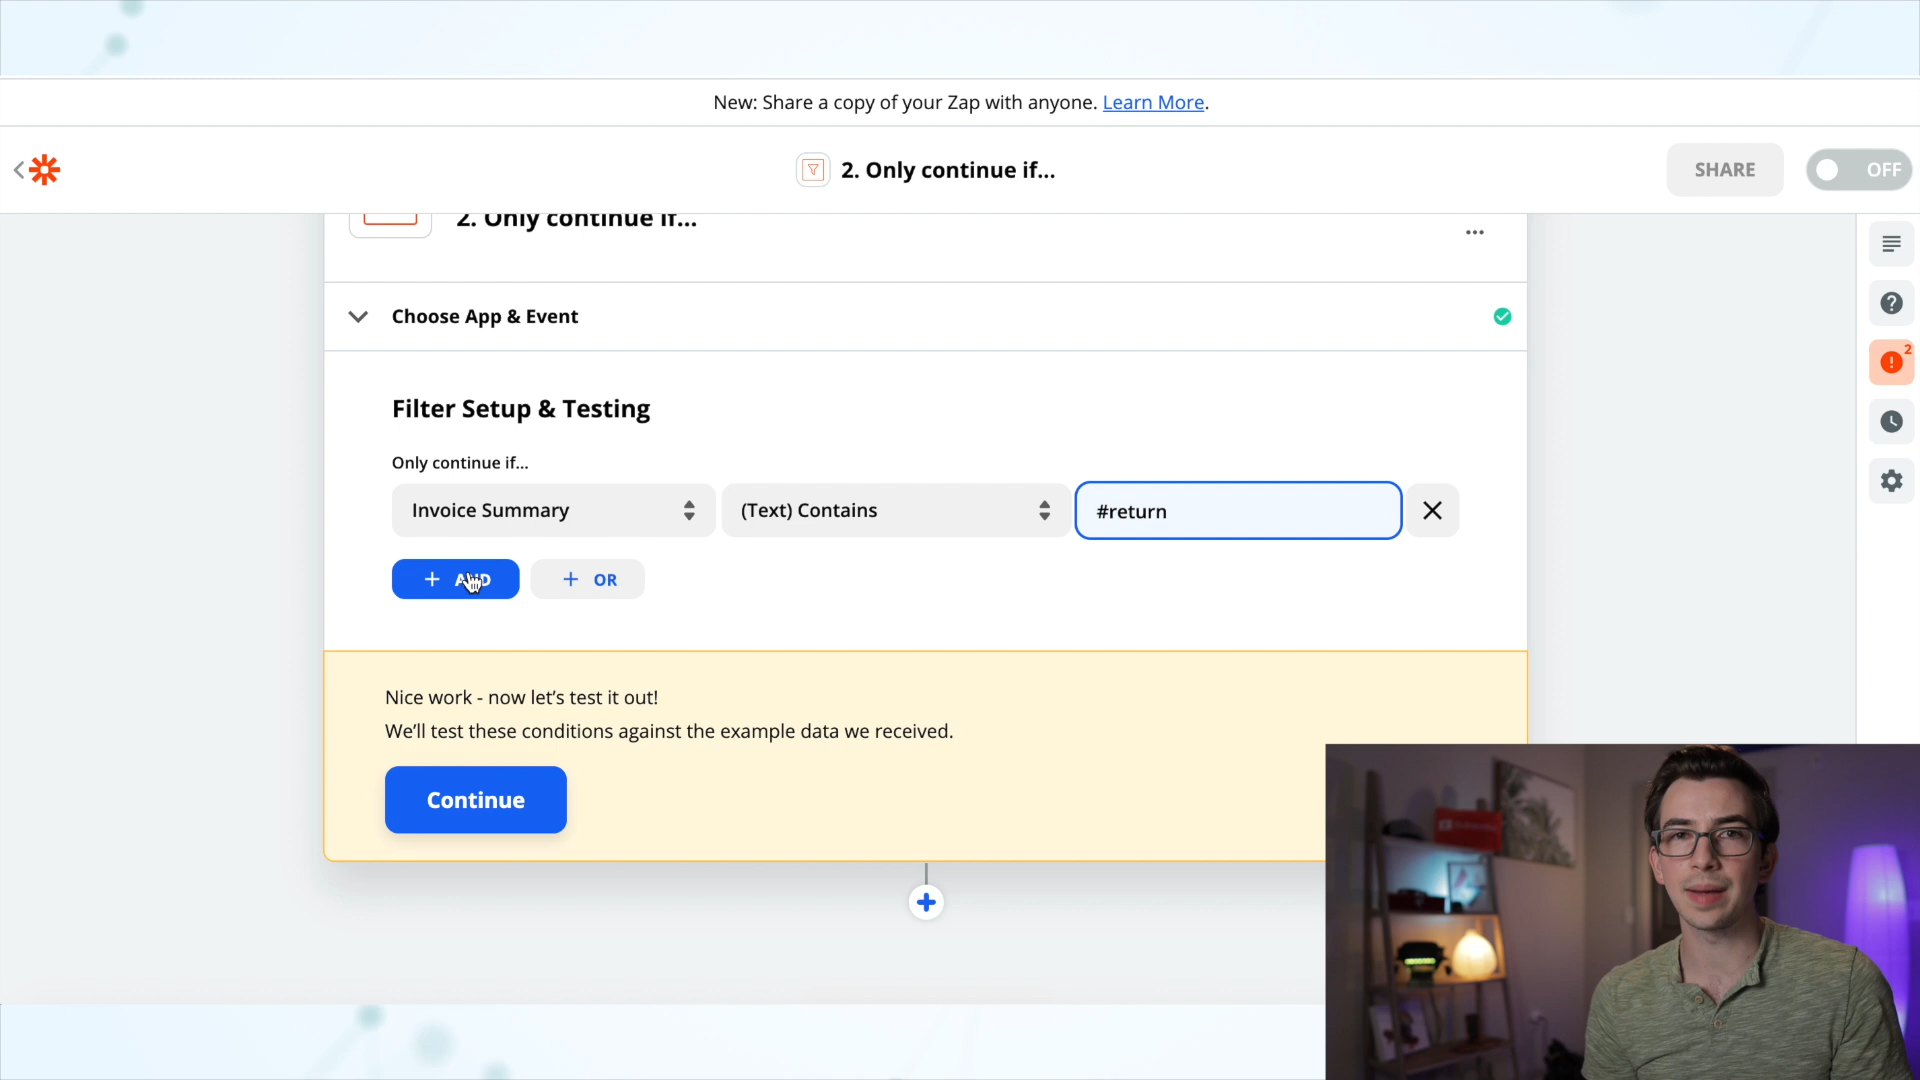 New: Share a copy of your Zap with anyone. Learn More.
2. Only continue if...
SHARE
OFF
2. Only continue if...
Choose App & Event
2
Filter Setup & Testing
Only continue if...
Invoice Summary
(Text) Contains
#return
+ AND
+ OR
Nice work - now let's test it out!
We'll test these conditions against the example data we received.
Continue